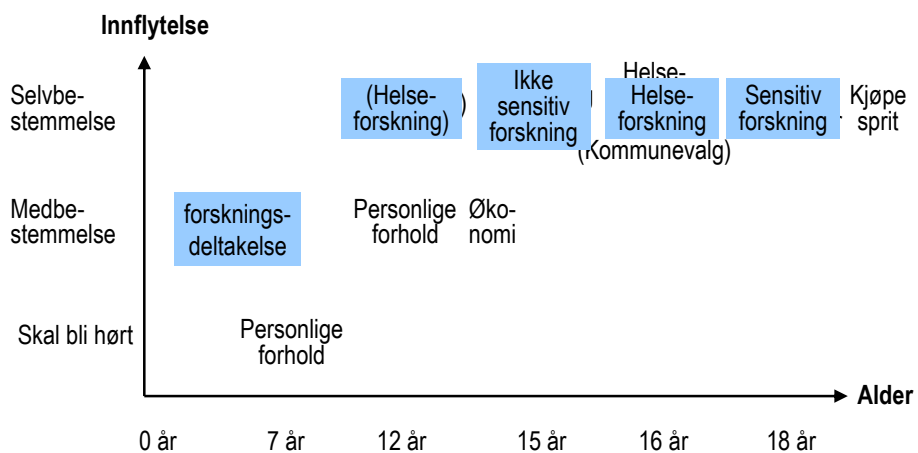 Innflytelse
Selvbe-
stemmelse
(Helse-
forskning)
)
Ikke
sensitiv
forskning
Helse-
Helse-
forskning
(Kommunevalg)
Sensitiv
forskning
Kjøpe
sprit
Medbe-
stemmelse
forsknings-
deltakelse
Personlige
forhold
Øko-
nomi
Skal bli hørt
Personlige
forhold
Alder
0 år
7 år
12 år
15 år
16 år
18 år